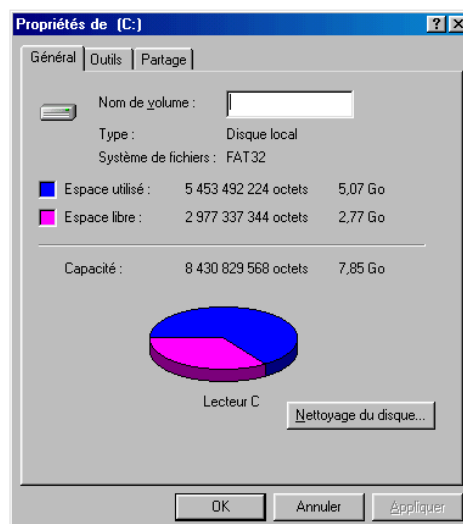 Propriétés de (C:)
Général Outils Partage
Nom de volume :
Type : Disque local
Système de fichiers : FAT32
Espace utilisé : 5 453 492 224 octets 5,07 Go
Espace libre : 2 977 337 344 octets 2,77 Go
Capacité : 8 430 829 568 octets 7,85 Go
Lecteur C
Nettoyage du disque...
OK Annuler Appliquer